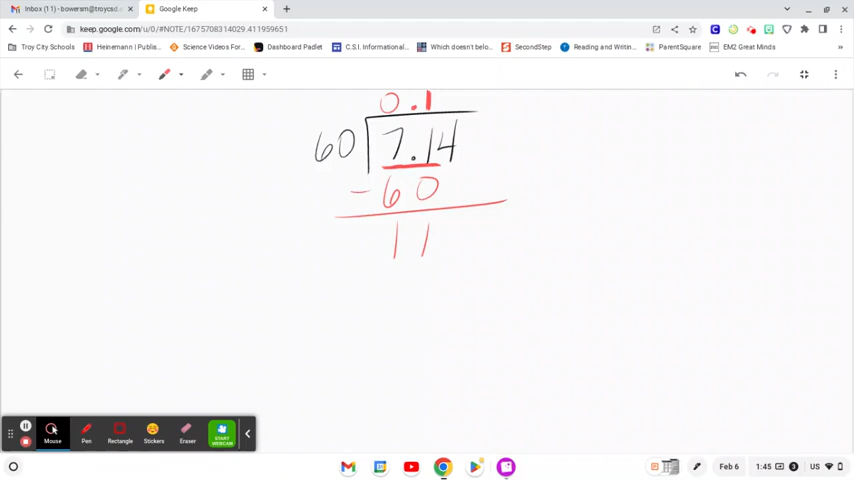 Inbox (11) - bowersm@troycsd
Google Keep
keep.google.com/u/0/#NOTE/1675708314029.411959651
Troy City Schools
Heinemann | Publis...
Science Videos For...
Dashboard Padlet
C.S.I. Informational...
Which doesn't belo...
SecondStep
Reading and Writin...
ParentSquare
EM2 Great Minds
»
0.1
60 7.14
-60
11
Mouse
Pen
Rectangle
Stickers
Eraser
START WEBCAM
Feb 6
1:45
3
US